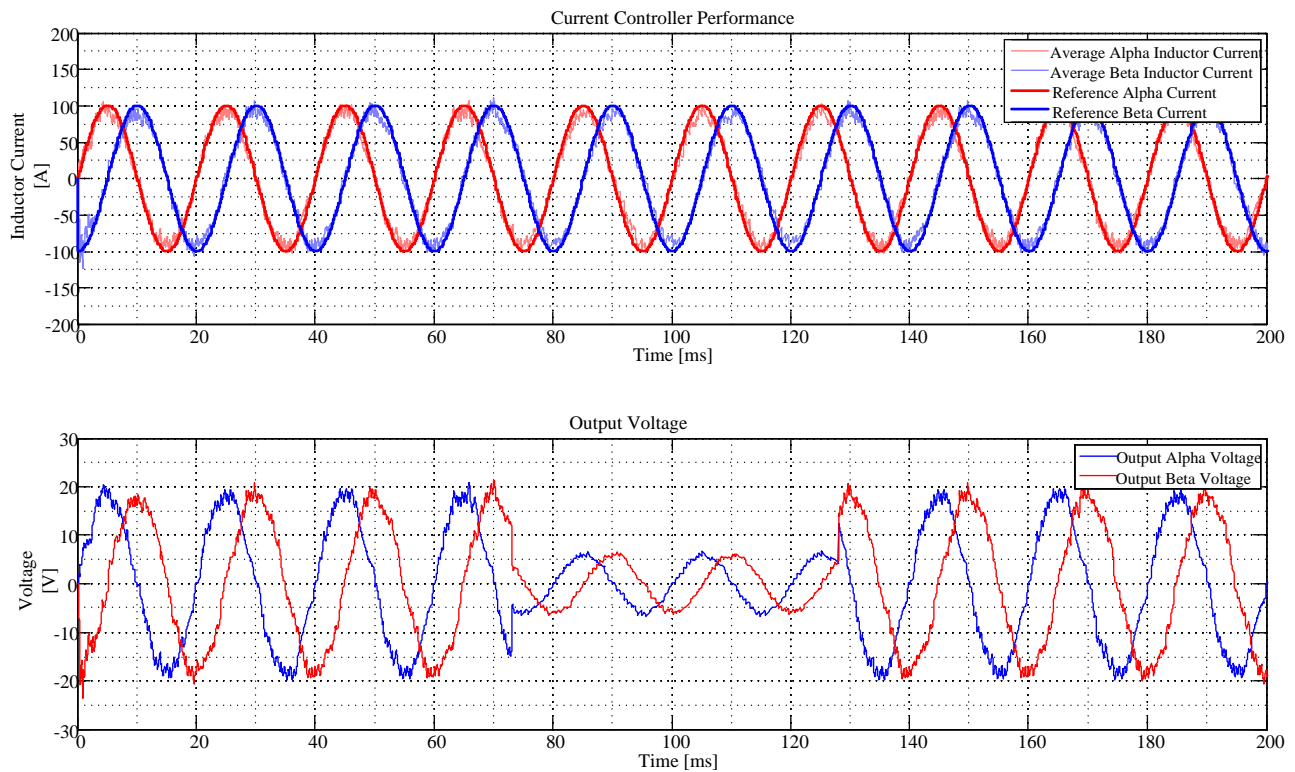 Current Controller Performance
200
150
100
50
0
-50
-100
-150
-200
Inductor Current
[A]
Average Alpha Inductor Current
Average Beta Inductor Current
Reference Alpha Current
Reference Beta Current
0 20 40 60 80 100 120 140 160 180 200
Time [ms]
Output Voltage
30
20
10
0
-10
-20
-30
Voltage
[V]
Output Alpha Voltage
Output Beta Voltage
0 20 40 60 80 100 120 140 160 180 200
Time [ms]